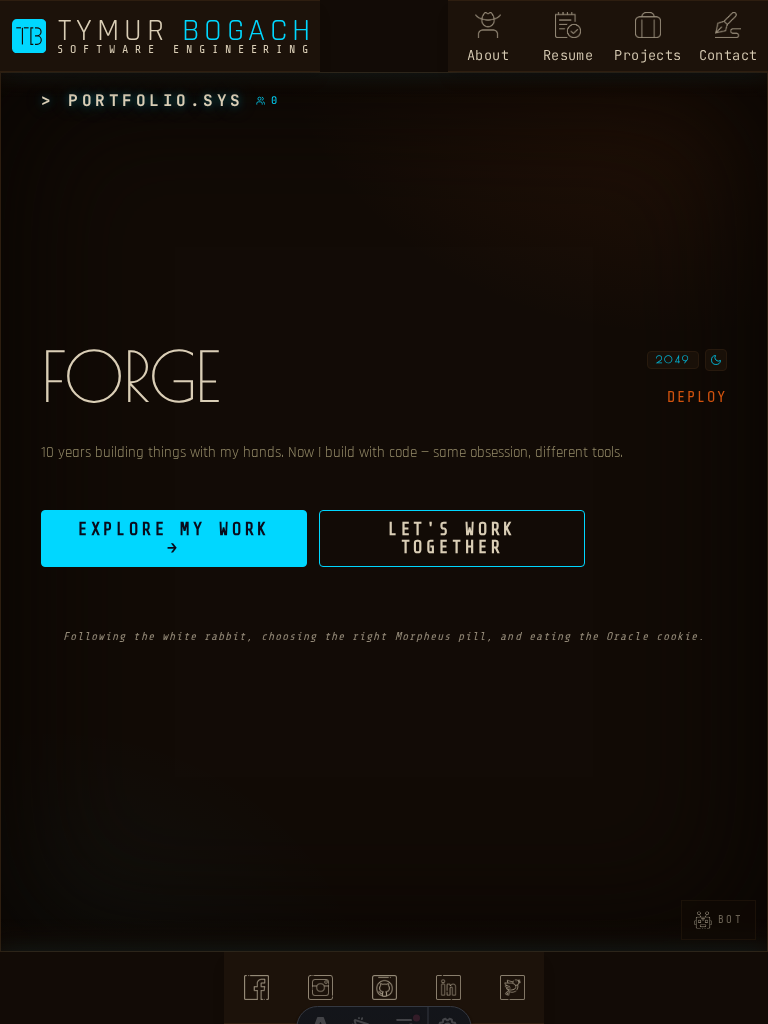 TB
TYMUR BOGACH
SOFTWARE ENGINEERING
About
Resume
Projects
Contact
> PORTFOLIO.SYS 0
FORGE
2049
DEPLOY
10 years building things with my hands. Now I build with code — same obsession, different tools.
EXPLORE MY WORK
→
LET'S WORK
TOGETHER
Following the white rabbit, choosing the right Morpheus pill, and eating the Oracle cookie.
BOT
in